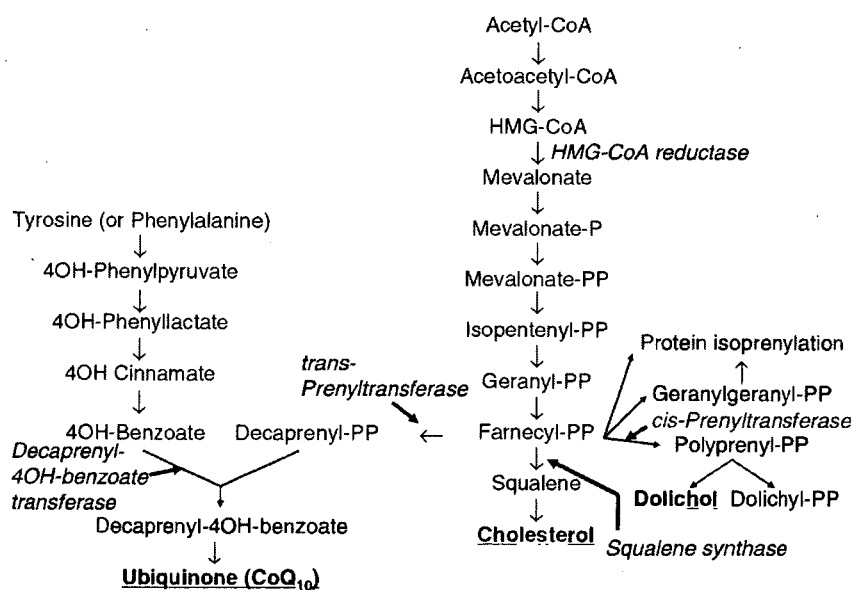 Acetyl-CoA
Acetoacetyl-CoA
HMG-CoA
HMG-CoA reductase
Mevalonate
Mevalonate-P
Mevalonate-PP
Isopentenyl-PP
Geranyl-PP
Farnecyl-PP
Squalene
Cholesterol
Squalene synthase
Tyrosine (or Phenylalanine)
4OH-Phenylpyruvate
4OH-Phenyllactate
4OH Cinnamate
4OH-Benzoate
Decaprenyl-PP
trans-
Prenyltransferase
Decaprenyl-
4OH-benzoate
transferase
Decaprenyl-4OH-benzoate
Ubiquinone (CoQ10)
Protein isoprenylation
Geranylgeranyl-PP
cis-Prenyltransferase
Polyprenyl-PP
Dolichol
Dolichyl-PP